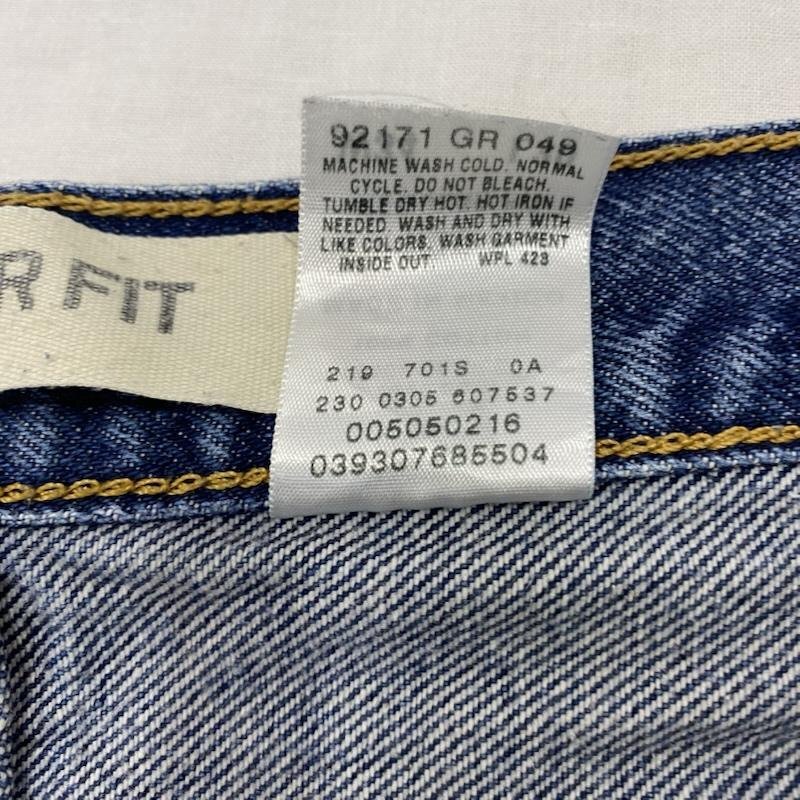 92171 GR 049
MACHINE WASH COLD. NORMAL
CYCLE. DO NOT BLEACH.
TUMBLE DRY HOT. HOT IRON IF
NEEDED. WASH AND DRY WITH
LIKE COLORS. WASH GARMENT
INSIDE OUT. WPL 423
R FIT
219 701S 0A
230 0305 607537
005050216
039307685504